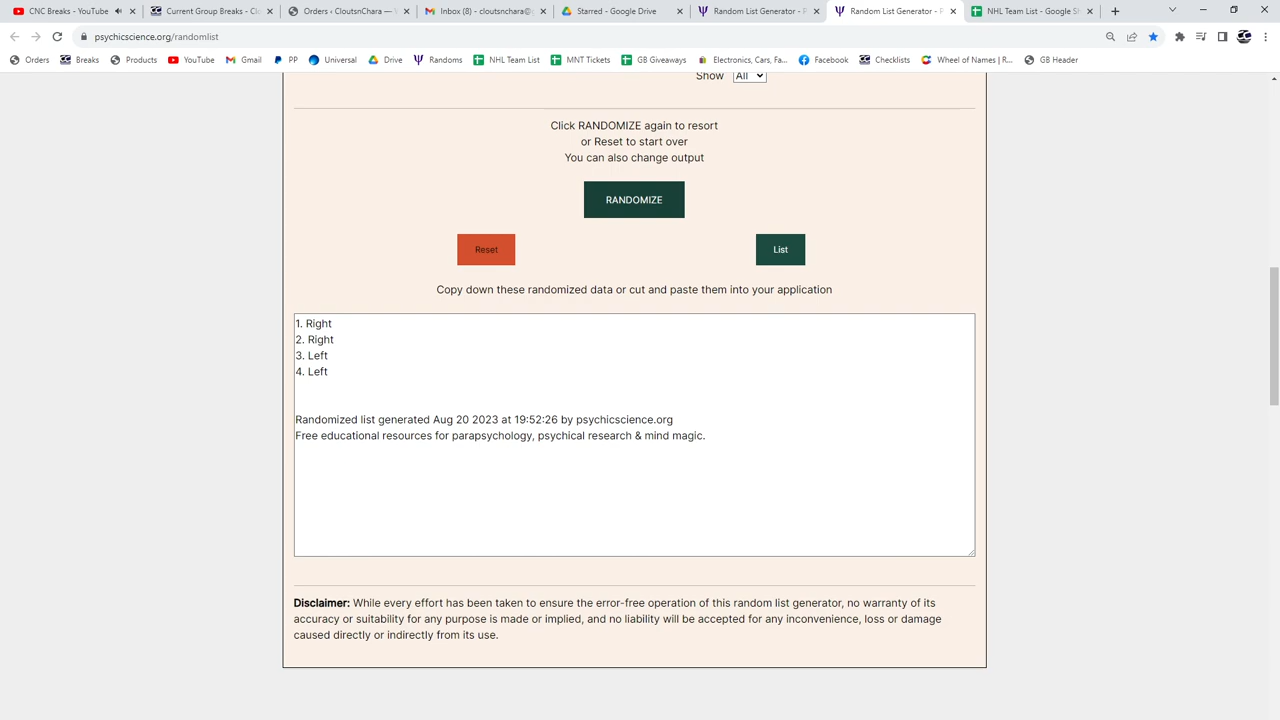 CNC Breaks - YouTube
Current Group Breaks - Clo
Orders ‹ CloutsnChara — W
Inbox (8) - cloutsnchara@g
Starred - Google Drive
Random List Generator - P
Random List Generator - P
NHL Team List - Google Sh
psychicscience.org/randomlist
Orders
Breaks
Products
YouTube
Gmail
PP
Universal
Drive
Randoms
NHL Team List
MNT Tickets
GB Giveaways
Electronics, Cars, Fa...
Facebook
Checklists
Wheel of Names | R...
GB Header
Show All
Click RANDOMIZE again to resort
or Reset to start over
You can also change output
RANDOMIZE
Reset
List
Copy down these randomized data or cut and paste them into your application
1. Right
2. Right
3. Left
4. Left
Randomized list generated Aug 20 2023 at 19:52:26 by psychicscience.org
Free educational resources for parapsychology, psychical research & mind magic.
Disclaimer: While every effort has been taken to ensure the error-free operation of this random list generator, no warranty of its
accuracy or suitability for any purpose is made or implied, and no liability will be accepted for any inconvenience, loss or damage
caused directly or indirectly from its use.